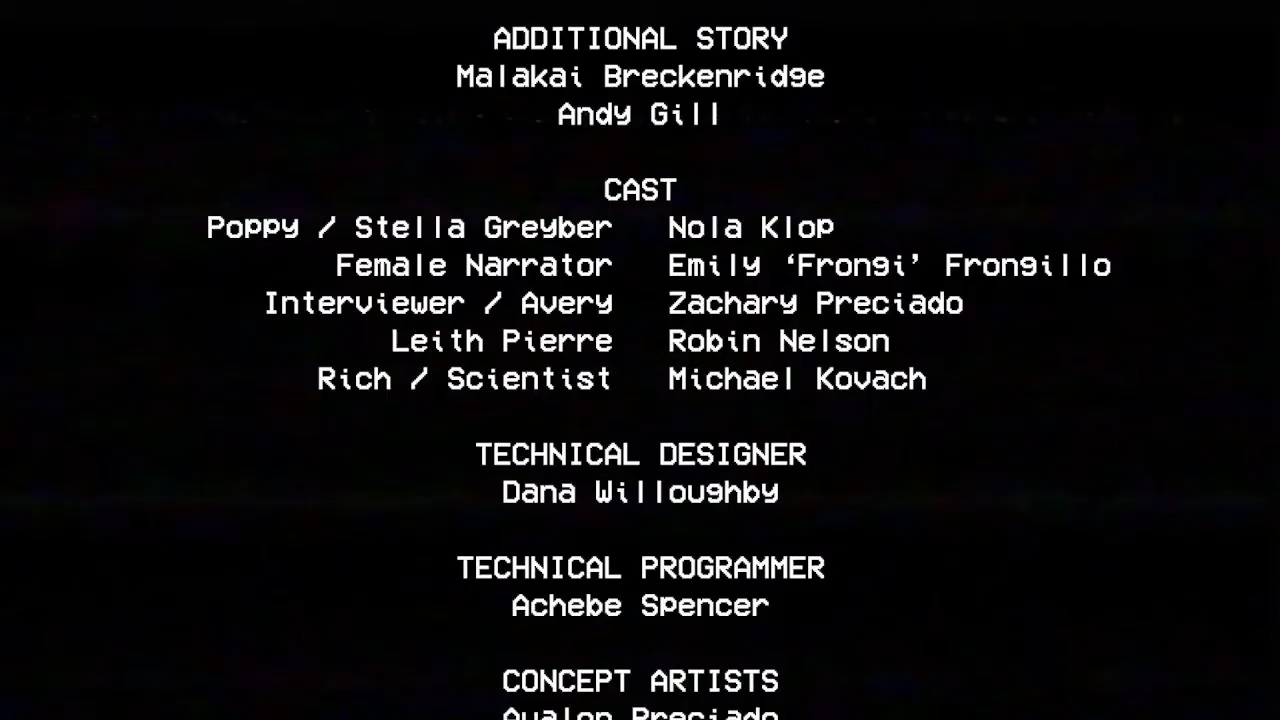 ADDITIONAL STORY
Malakai Breckenridge
Andy Gill
CAST
Poppy / Stella Greyber Nola Klop
Female Narrator Emily ‘Frongi’ Frongillo
Interviewer / Avery Zachary Preciado
Leith Pierre Robin Nelson
Rich / Scientist Michael Kovach
TECHNICAL DESIGNER
Dana Willoughby
TECHNICAL PROGRAMMER
Achebe Spencer
CONCEPT ARTISTS
Avalon Preciado